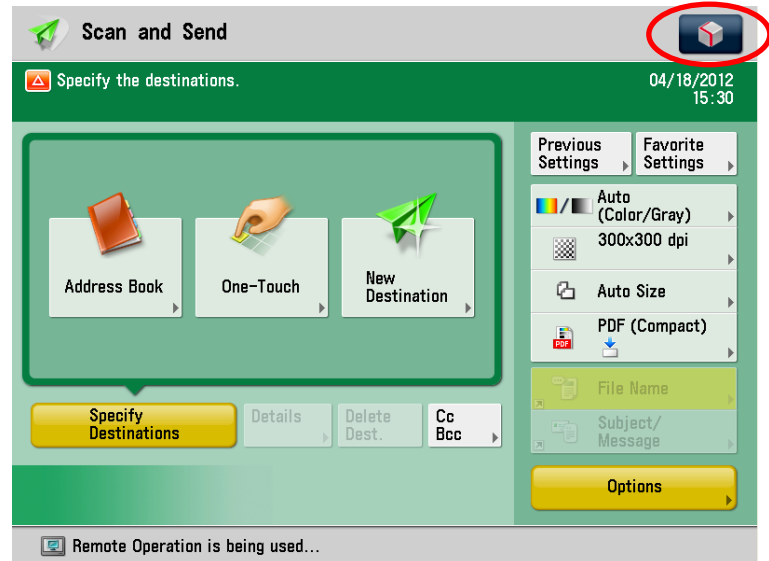 Scan and Send
Specify the destinations.
04/18/2012
15:30
Previous
Settings
Favorite
Settings
Auto
(Color/Gray)
300x300 dpi
Auto Size
PDF
PDF (Compact)
File Name
Subject/
Message
Options
Address Book
One-Touch
New
Destination
Specify
Destinations
Details
Delete
Dest.
Cc
Bcc
Remote Operation is being used...